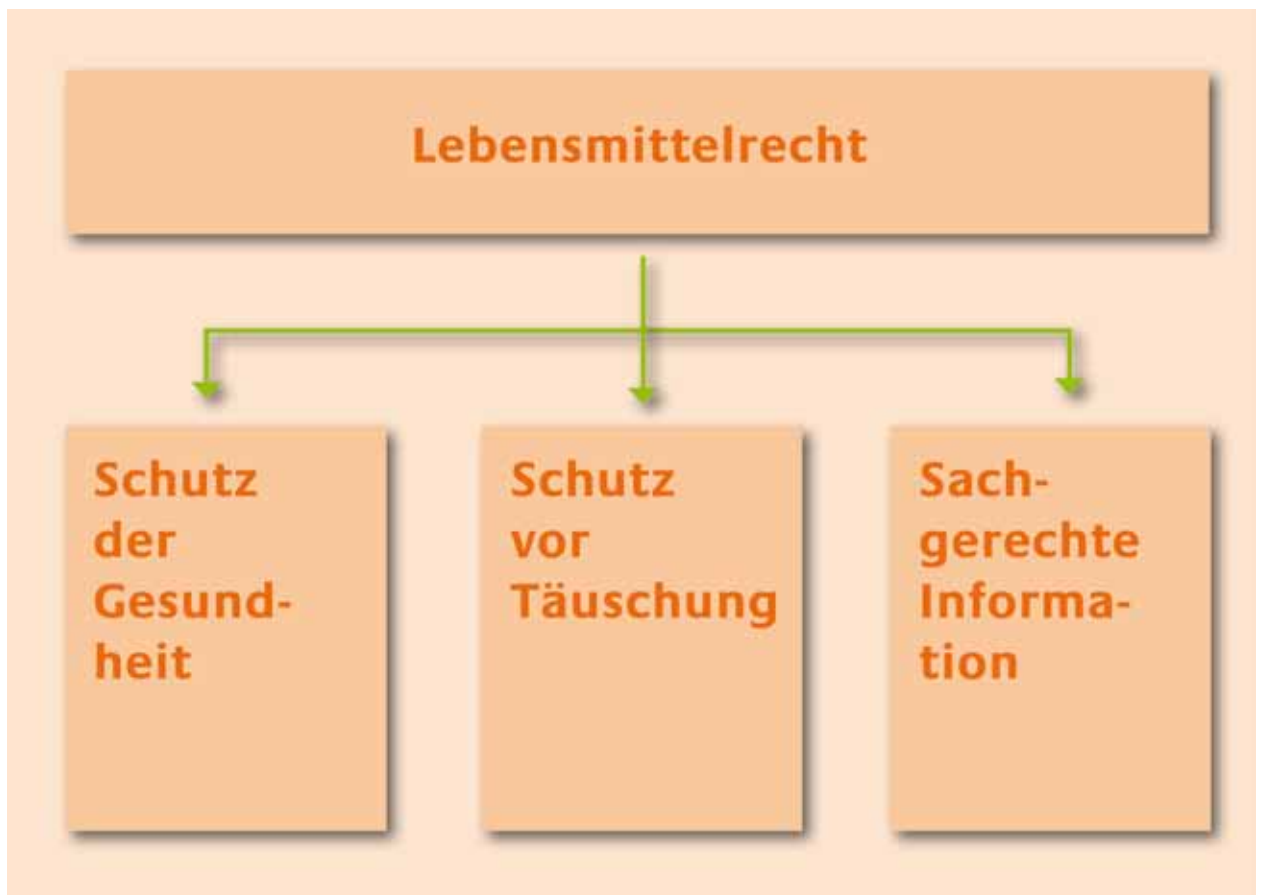 Lebensmittelrecht
Schutz
der
Gesund-
heit
Schutz
vor
Täuschung
Sach-
gerechte
Informa-
tion